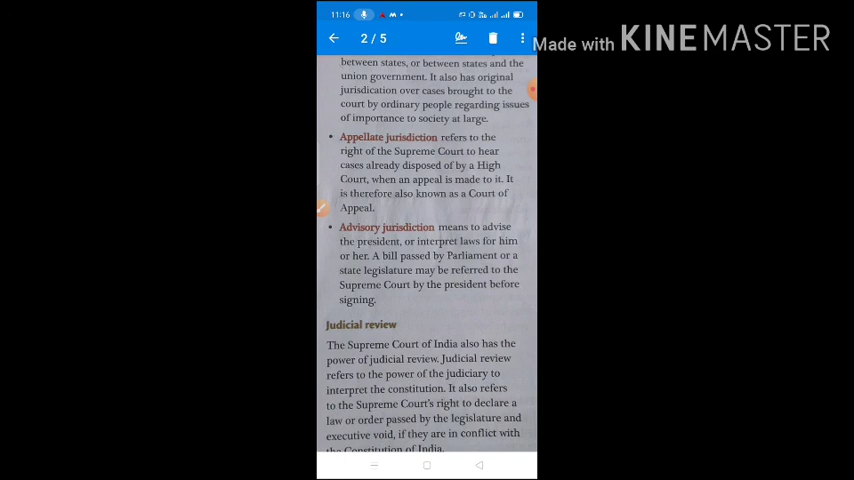 11:16
2 / 5
Made with KINEMASTER
between states, or between states and the
union government. It also has original
jurisdication over cases brought to the
court by ordinary people regarding issues
of importance to society at large.
• Appellate jurisdiction refers to the
right of the Supreme Court to hear
cases already disposed of by a High
Court, when an appeal is made to it. It
is therefore also known as a Court of
Appeal.
• Advisory jurisdiction means to advise
the president, or interpret laws for him
or her. A bill passed by Parliament or a
state legislature may be referred to the
Supreme Court by the president before
signing.
Judicial review
The Supreme Court of India also has the
power of judicial review. Judicial review
refers to the power of the judiciary to
interpret the constitution. It also refers
to the Supreme Court's right to declare a
law or order passed by the legislature and
executive void, if they are in conflict with
the Constitution of India.